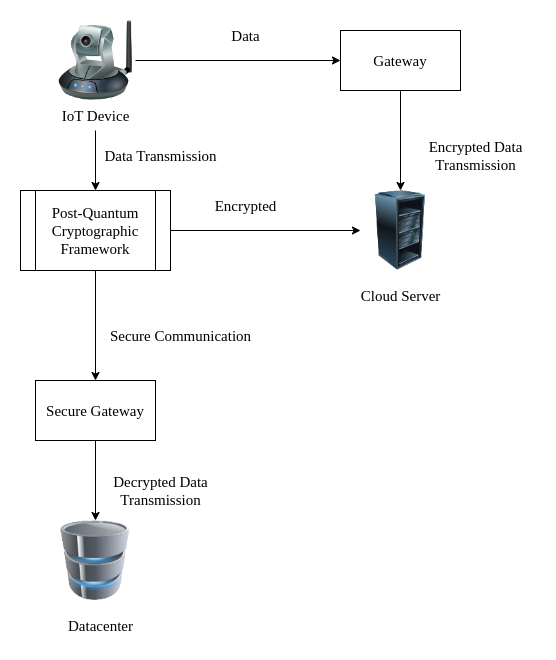 Data
Gateway
IoT Device
Data Transmission
Encrypted Data
Transmission
Post-Quantum
Cryptographic
Framework
Encrypted
Cloud Server
Secure Communication
Secure Gateway
Decrypted Data
Transmission
Datacenter